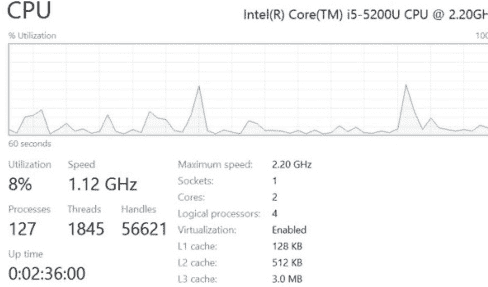 CPU
Intel(R) Core(TM) i5-5200U CPU @ 2.20GH
% Utilization
100
60 seconds
Utilization Speed
8% 1.12 GHz
Processes Threads Handles
127 1845 56621
Up time
0:02:36:00
Maximum speed: 2.20 GHz
Sockets: 1
Cores: 2
Logical processors: 4
Virtualization: Enabled
L1 cache: 128 KB
L2 cache: 512 KB
L3 cache: 3.0 MB